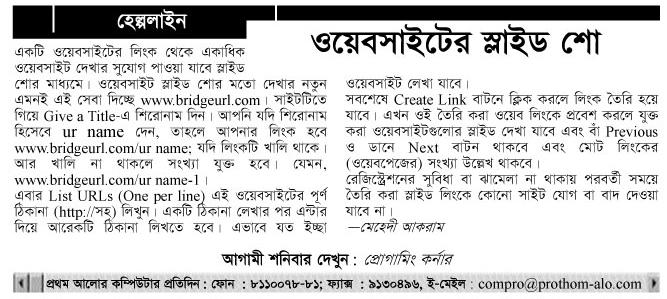 হেল্পলাইন
ওয়েবসাইটের স্লাইড শো
একটি ওয়েবসাইটের লিংক থেকে একাধিক
ওয়েবসাইট দেখার সুযোগ পাওয়া যাবে স্লাইড
শোর মাধ্যমে। ওয়েবসাইট স্লাইড শোর মতো দেখার নতুন
এমনই এই সেবা দিচ্ছে www.bridgeurl.com। সাইটটিতে
গিয়ে Give a Title-এ শিরোনাম দিন। আপনি যদি শিরোনাম
হিসেবে ur name দেন, তাহলে আপনার লিংক হবে
www.bridgeurl.com/ur name; যদি লিংকটি খালি থাকে।
আর খালি না থাকলে সংখ্যা যুক্ত হবে। যেমন,
www.bridgeurl.com/ur name-1।
এবার List URLs (One per line) এই ওয়েবসাইটের পূর্ণ
ঠিকানা (http://সহ) লিখুন। একটি ঠিকানা লেখার পর এন্টার
দিয়ে আরেকটি ঠিকানা লিখতে হবে। এভাবে যত ইচ্ছা
ওয়েবসাইট লেখা যাবে।
সবশেষে Create Link বাটনে ক্লিক করলে লিংক তৈরি হয়ে
যাবে। এখন ওই তৈরি করা ওয়েব লিংকে প্রবেশ করলে যুক্ত
করা ওয়েবসাইটগুলোর স্লাইড দেখা যাবে এবং বাঁ Previous
ও ডানে Next বাটন থাকবে এবং মোট লিংকের
(ওয়েবপেজের) সংখ্যা উল্লেখ থাকবে।
রেজিস্ট্রেশনের সুবিধা বা ঝামেলা না থাকায় পরবর্তী সময়ে
তৈরি করা স্লাইড লিংকে কোনো সাইট যোগ বা বাদ দেওয়া
যাবে না।
—মেহেদী আকরাম
আগামী শনিবার দেখুন : প্রোগামিং কর্নার
প্রথম আলোর কম্পিউটার প্রতিদিন : ফোন : ৮১১০০৭৮-৮১; ফ্যাক্স : ৯১৩০৪৯৬, ই-মেইল : compro@prothom-alo.com